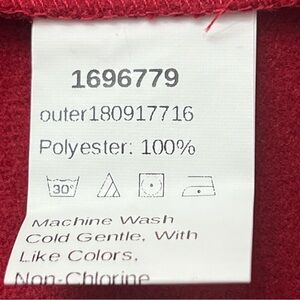 1696779
outer180917716
Polyester: 100%
30°
Machine Wash
Cold Gentle, With
Like Colors,
Non-Chlorine